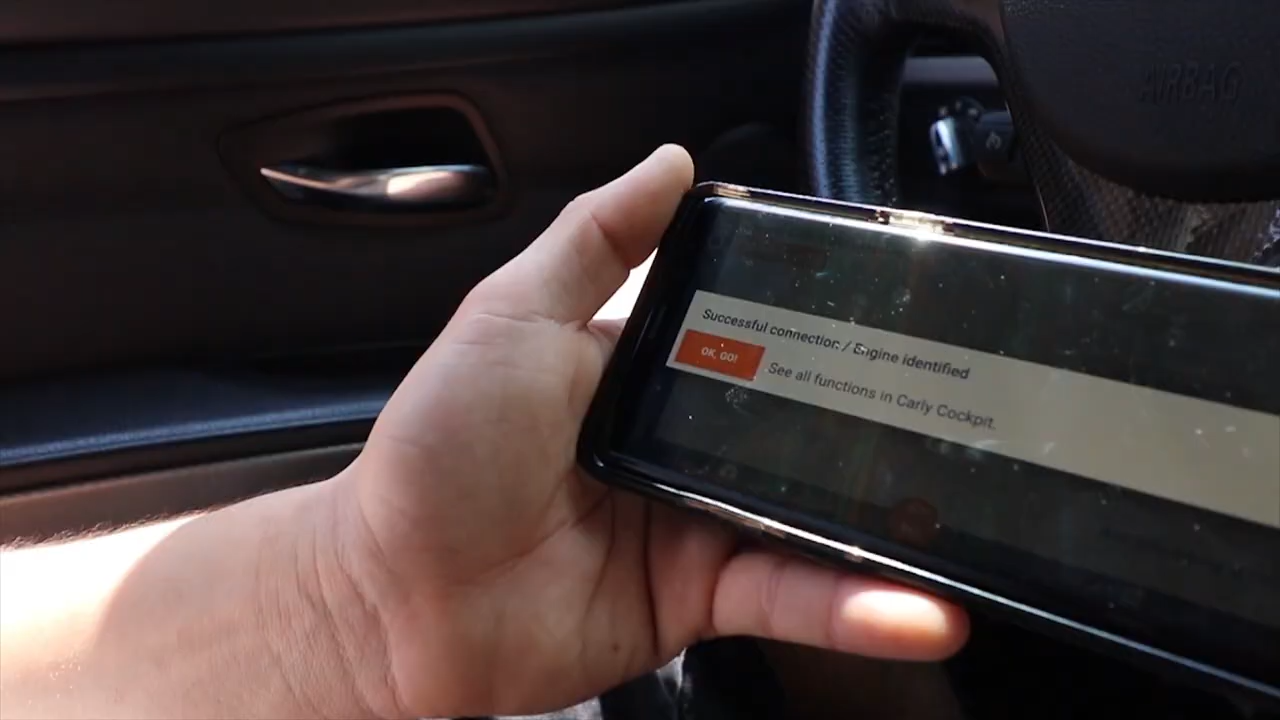 AIRBAG
Successful connection / Engine identified
OK, GO!
See all functions in Carly Cockpit.